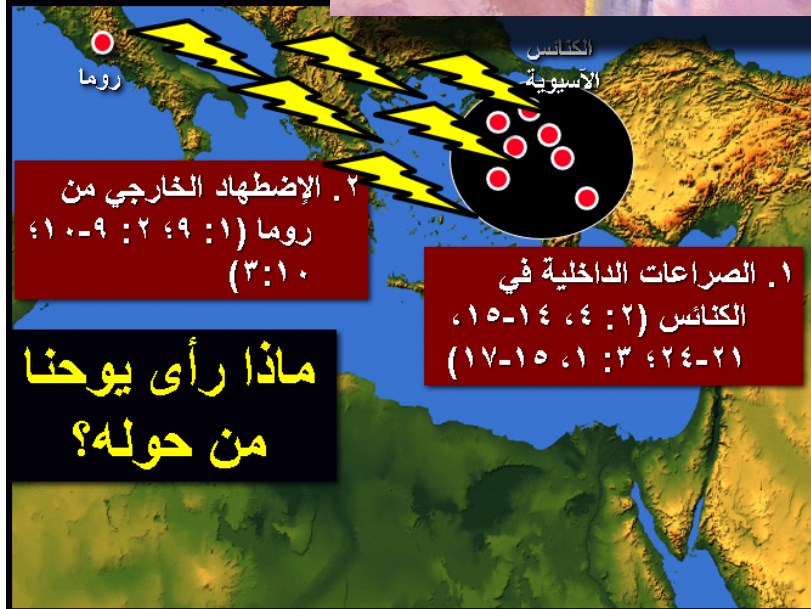 الكنائس
الآسيوية
روما
٢. الإضطهاد الخارجي من
روما (١: ٩؛ ٢: ٩-١٠؛
٣:١٠)
١. الصراعات الداخلية في
الكنائس (٢: ٤، ١٤-١٥،
٢١-٢٤؛ ٣: ١، ١٥-١٧)
ماذا رأى يوحنا
من حوله؟